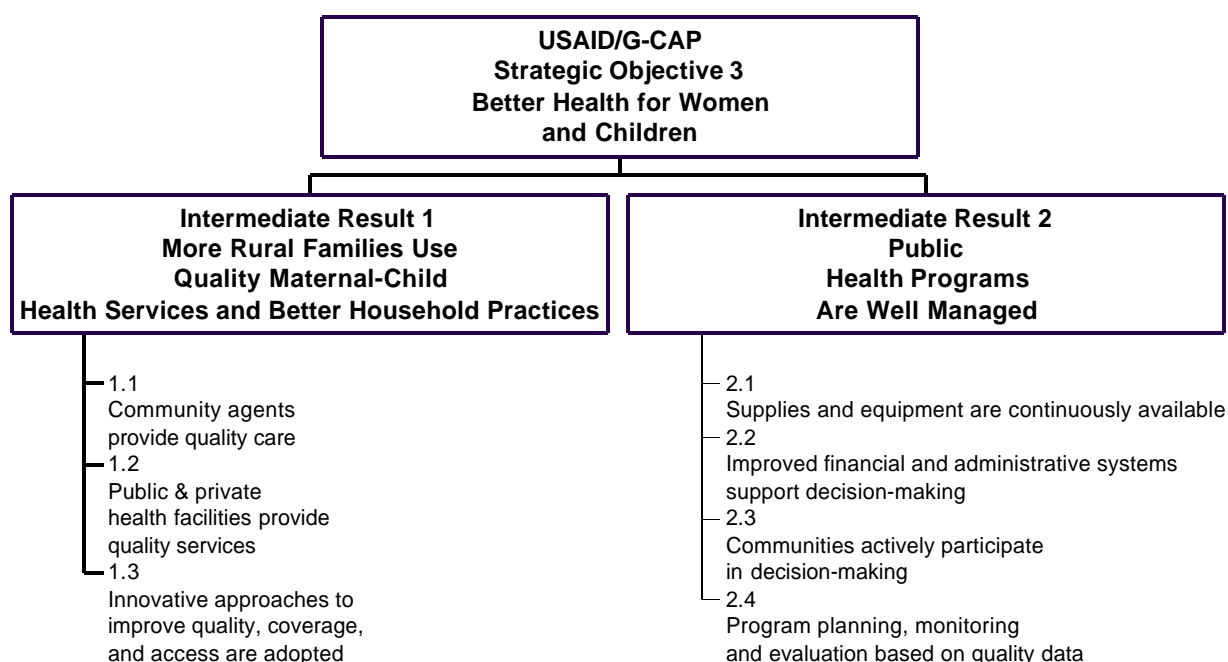 USAID/G-CAP
Strategic Objective 3
Better Health for Women
and Children
Intermediate Result 1
More Rural Families Use
Quality Maternal-Child
Health Services and Better Household Practices
1.1
Community agents
provide quality care
1.2
Public & private
health facilities provide
quality services
1.3
Innovative approaches to
improve quality, coverage,
and access are adopted
Intermediate Result 2
Public
Health Programs
Are Well Managed
2.1
Supplies and equipment are continuously available
2.2
Improved financial and administrative systems
support decision-making
2.3
Communities actively participate
in decision-making
2.4
Program planning, monitoring
and evaluation based on quality data